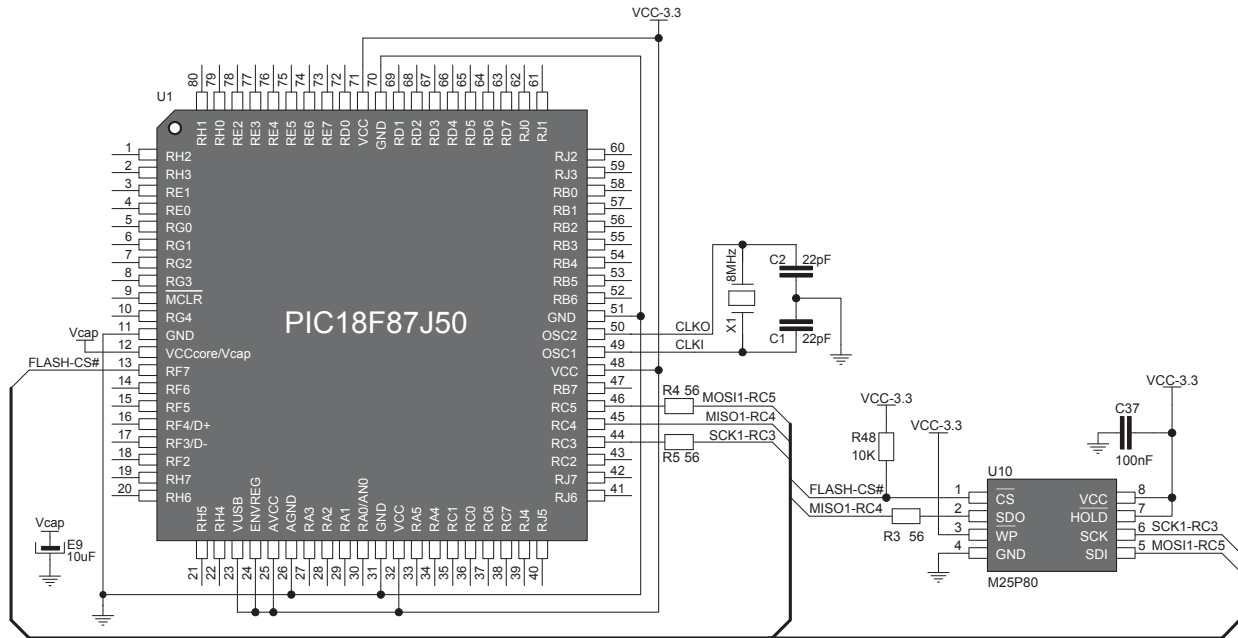 VCC-3.3
80 79 78 77 76 75 74 73 72 71 70 69 68 67 66 65 64 63 62 61
U1
RH1 RH0 RE2 RE3 RE4 RE5 RE6 RE7 RD0 VCC GND RD1 RD2 RD3 RD4 RD5 RD6 RD7 RJ0 RJ1
1 RH2
2 RH3
3 RE1
4 RE0
5 RG0
6 RG1
7 RG2
8 RG3
9 MCLR
10 RG4
11 GND
Vcap
12 VCCcore/Vcap
FLASH-CS#
13 RF7
14 RF6
15 RF5
16 RF4/D+
17 RF3/D-
18 RF2
19 RH7
20 RH6
PIC18F87J50
RJ2 60
RJ3 59
RB0 58
RB1 57
RB2 56
RB3 55
RB4 54
RB5 53
RB6 52
GND 51
OSC2 50
CLKO
OSC1 49
CLKI
VCC 48
RB7 47
RC5 46
RC4 45
RC3 44
RC2 43
RJ7 42
RJ6 41
RH5 RH4 VUSB ENVREG AVCC AGND RA3 RA2 RA1 RA0/AN0 GND VCC RA5 RA4 RC1 RC0 RC6 RC7 RJ4 RJ5
21 22 23 24 25 26 27 28 29 30 31 32 33 34 35 36 37 38 39 40
Vcap
E9
10uF
8MHz
X1
C2 22pF
C1 22pF
R4 56
MOSI1-RC5
MISO1-RC4
SCK1-RC3
R5 56
VCC-3.3
R48
10K
VCC-3.3
VCC-3.3
C37
100nF
FLASH-CS#
MISO1-RC4
R3 56
U10
1 CS
2 SDO
3 WP
4 GND
VCC 8
HOLD 7
SCK 6
SDI 5
SCK1-RC3
MOSI1-RC5
M25P80